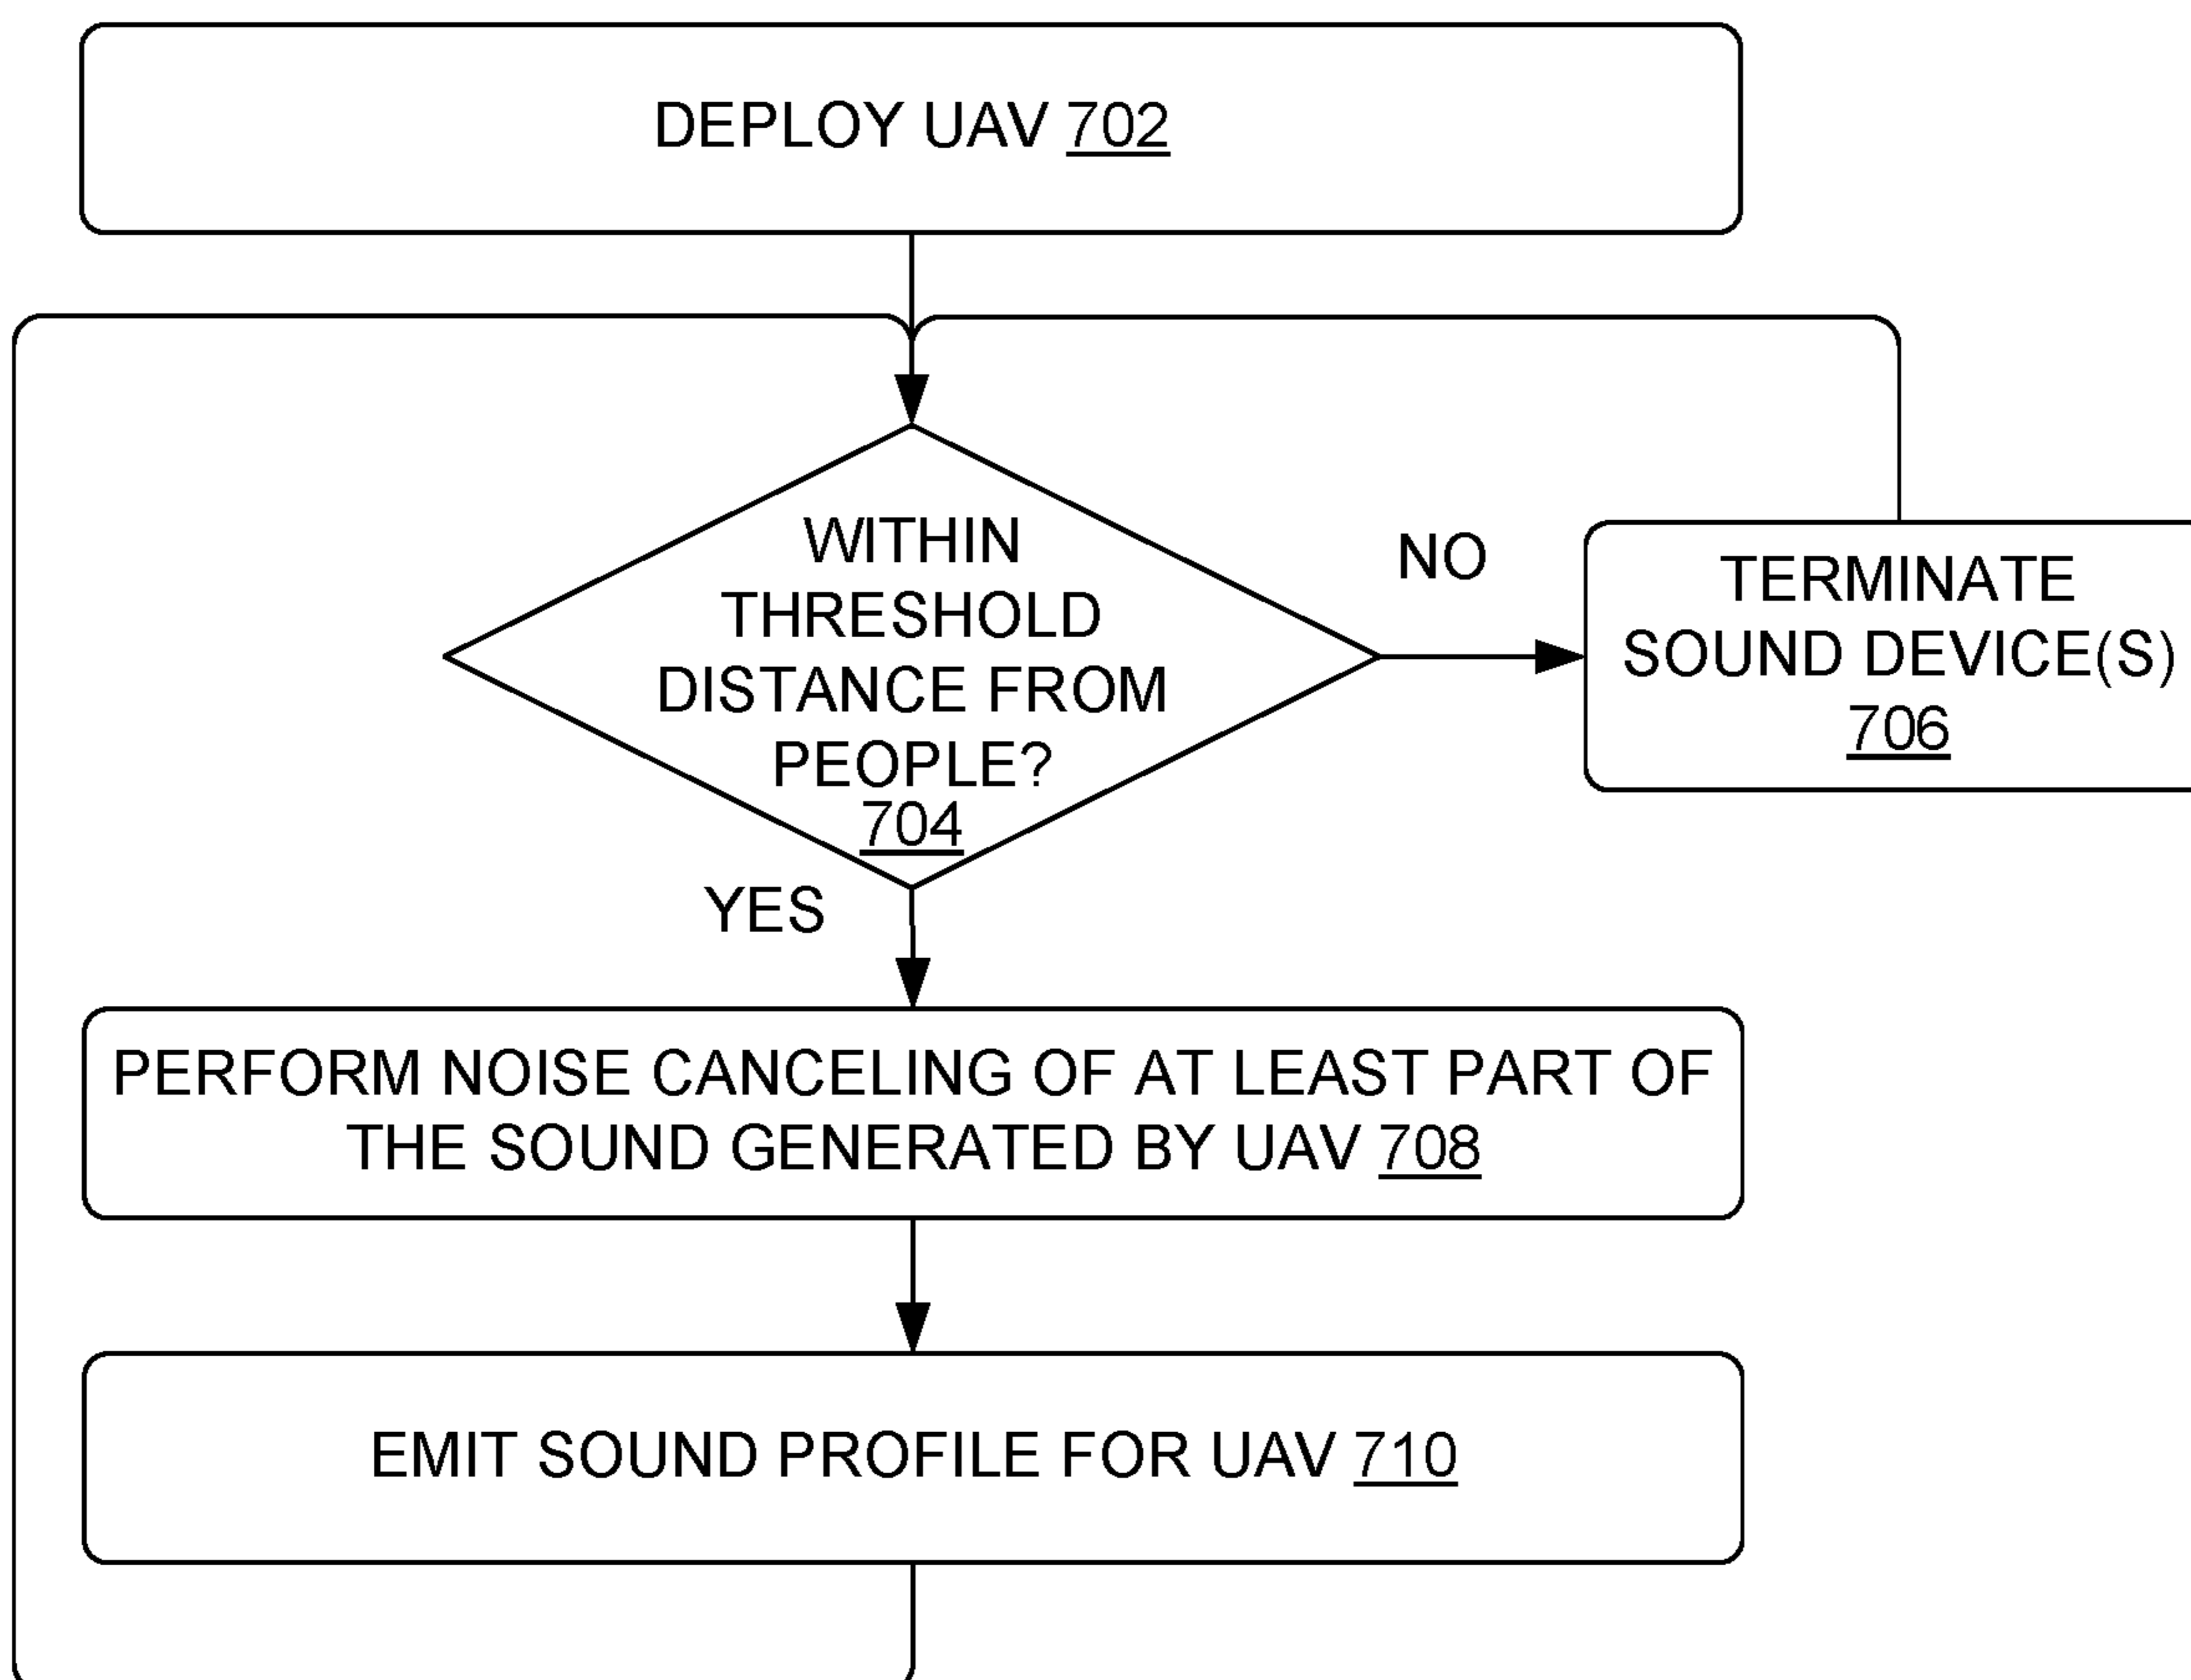 DEPLOY UAV 702
WITHIN
THRESHOLD
DISTANCE FROM
PEOPLE?
704
NO
TERMINATE
SOUND DEVICE(S)
706
YES
PERFORM NOISE CANCELING OF AT LEAST PART OF
THE SOUND GENERATED BY UAV 708
EMIT SOUND PROFILE FOR UAV 710